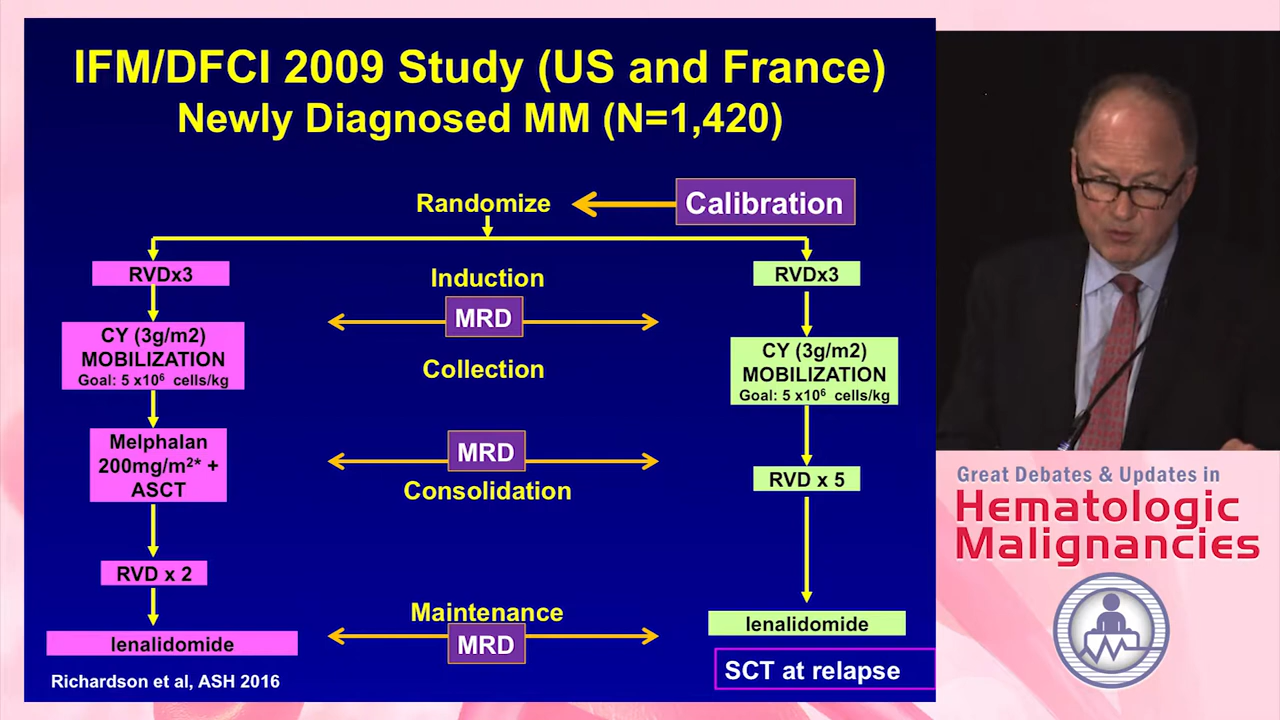 IFM/DFCI 2009 Study (US and France)
Newly Diagnosed MM (N=1,420)
Randomize
Calibration
RVDx3
Induction
RVDx3
MRD
CY (3g/m2)
MOBILIZATION
Goal: 5 x10⁶ cells/kg
Collection
CY (3g/m2)
MOBILIZATION
Goal: 5 x10⁶ cells/kg
Melphalan
200mg/m²* +
ASCT
MRD
Consolidation
RVD x 5
RVD x 2
Maintenance
MRD
lenalidomide
lenalidomide
SCT at relapse
Richardson et al, ASH 2016
Great Debates & Updates in
Hematologic
Malignancies